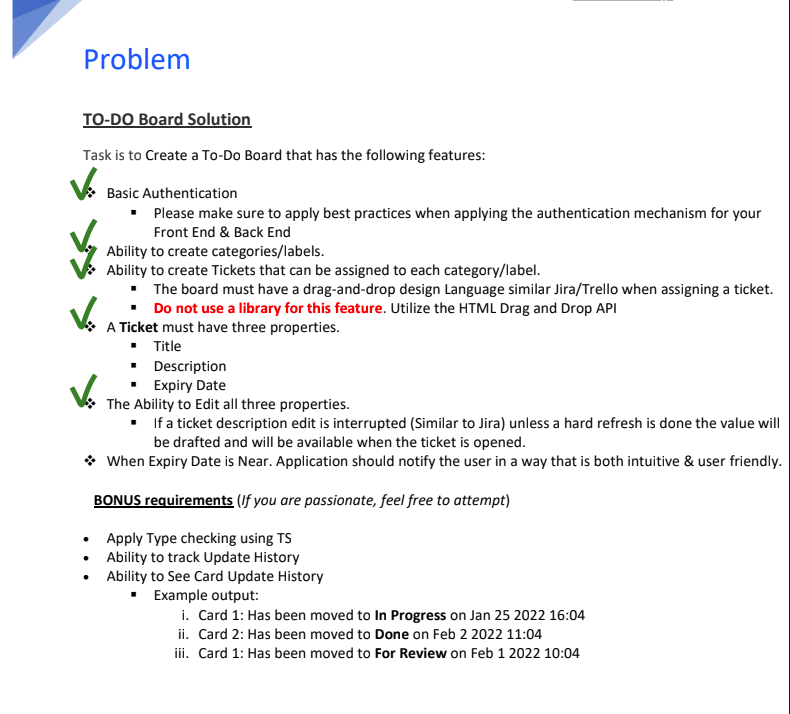 Problem
TO-DO Board Solution
Task is to Create a To-Do Board that has the following features:
❖ Basic Authentication
▪ Please make sure to apply best practices when applying the authentication mechanism for your
Front End & Back End
❖ Ability to create categories/labels.
❖ Ability to create Tickets that can be assigned to each category/label.
▪ The board must have a drag-and-drop design Language similar Jira/Trello when assigning a ticket.
▪ Do not use a library for this feature. Utilize the HTML Drag and Drop API
❖ A Ticket must have three properties.
▪ Title
▪ Description
▪ Expiry Date
❖ The Ability to Edit all three properties.
▪ If a ticket description edit is interrupted (Similar to Jira) unless a hard refresh is done the value will
be drafted and will be available when the ticket is opened.
❖ When Expiry Date is Near. Application should notify the user in a way that is both intuitive & user friendly.
BONUS requirements (If you are passionate, feel free to attempt)
• Apply Type checking using TS
• Ability to track Update History
• Ability to See Card Update History
▪ Example output:
i. Card 1: Has been moved to In Progress on Jan 25 2022 16:04
ii. Card 2: Has been moved to Done on Feb 2 2022 11:04
iii. Card 1: Has been moved to For Review on Feb 1 2022 10:04